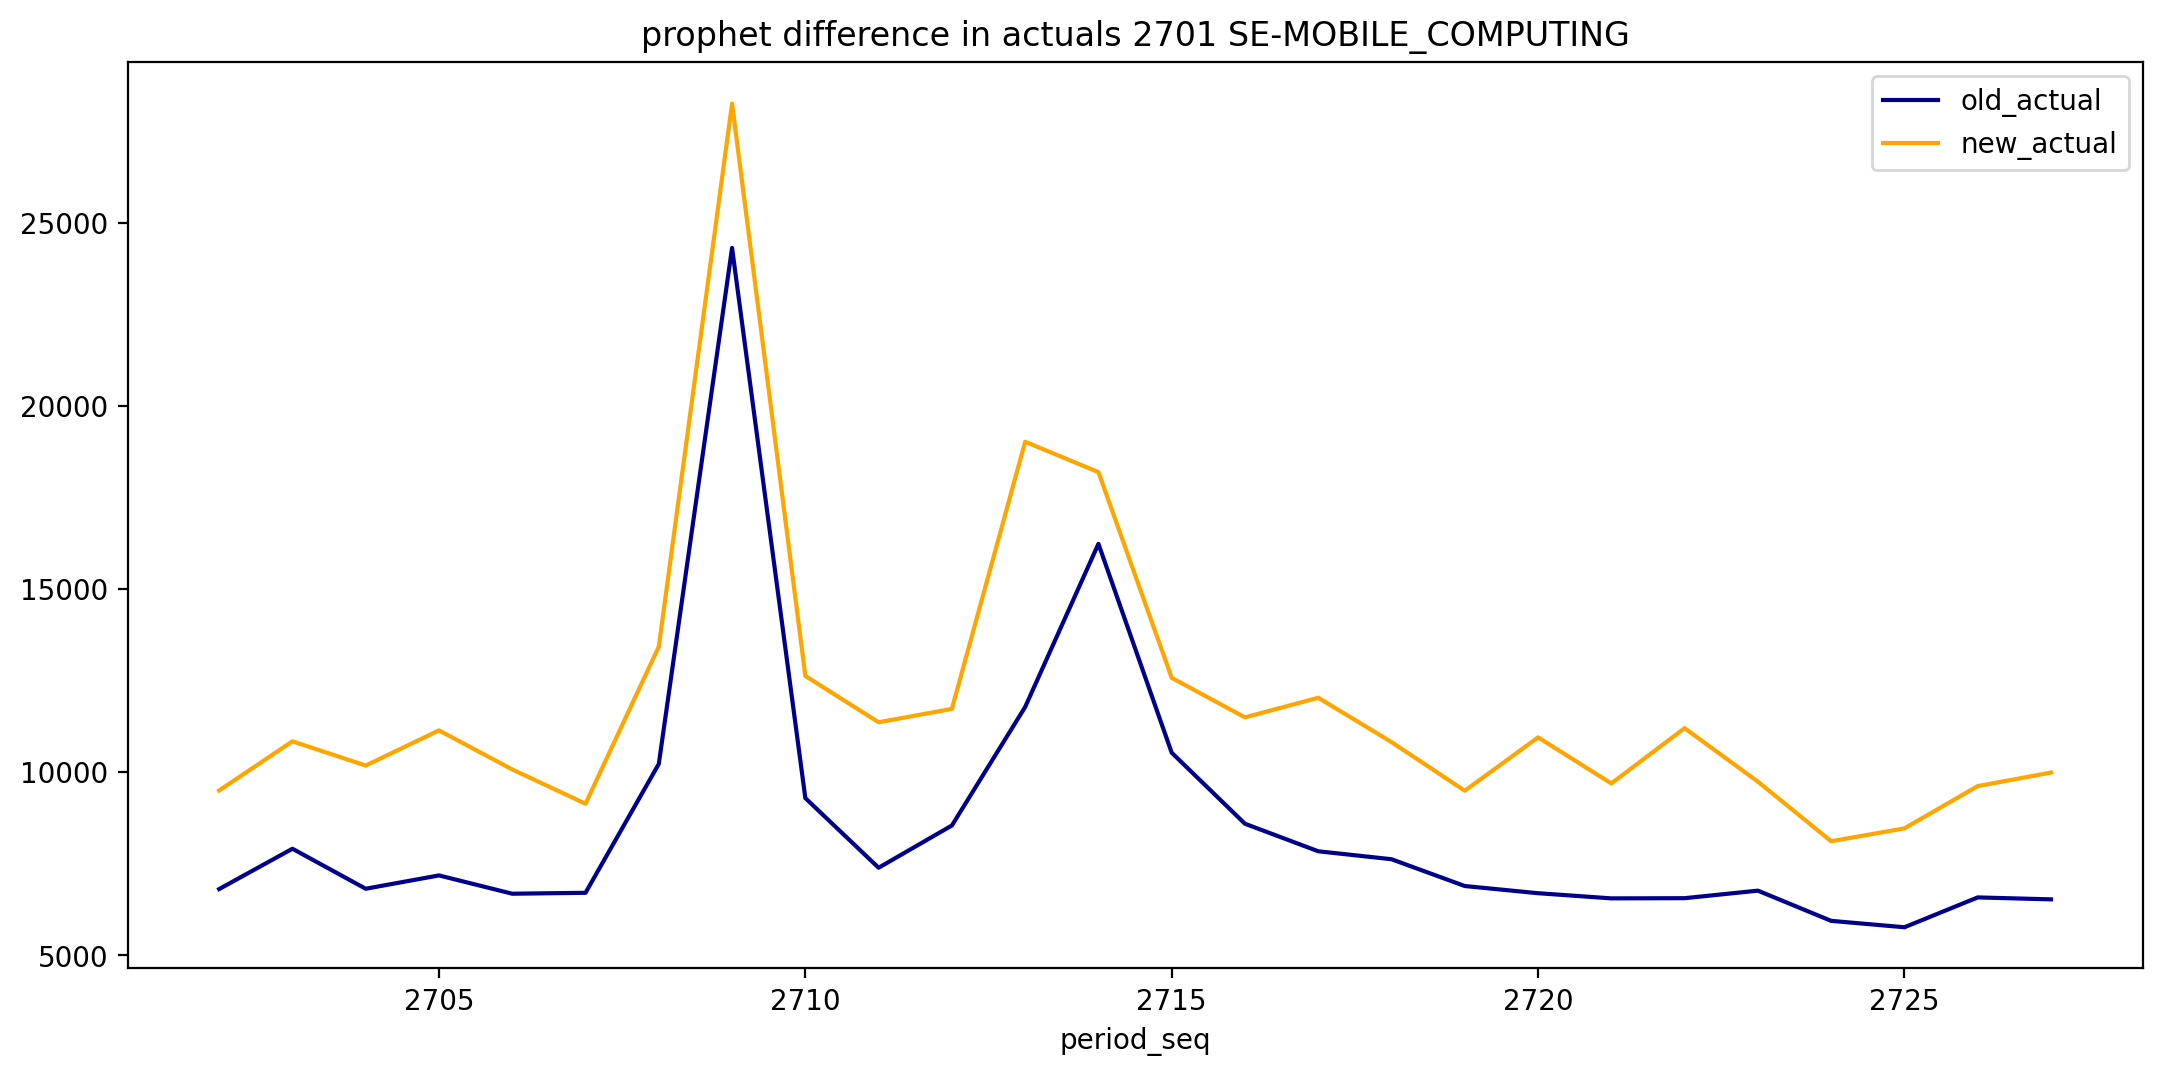 prophet difference in actuals 2701 SE-MOBILE_COMPUTING
old_actual
new_actual
25000
20000
15000
10000
5000
2705 2710 2715 2720 2725
period_seq